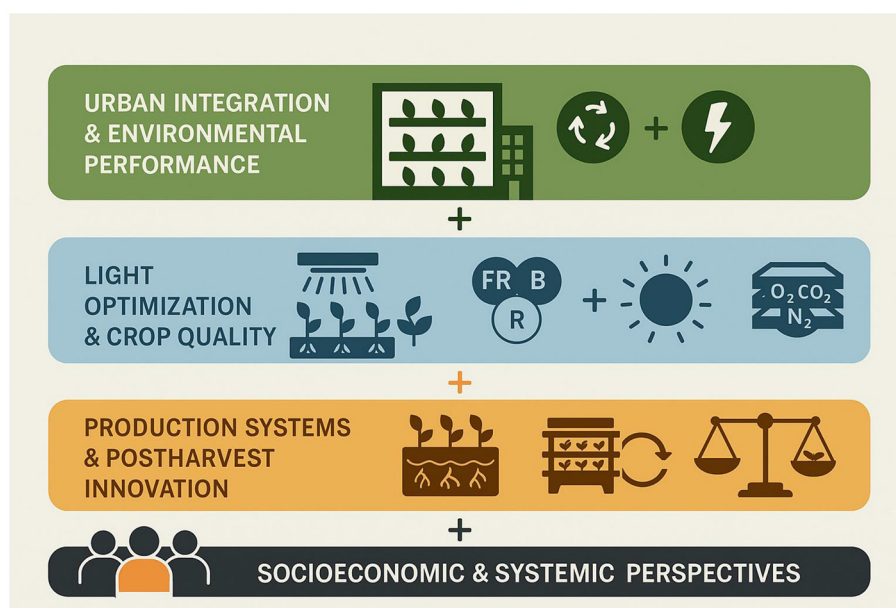 URBAN INTEGRATION
& ENVIRONMENTAL
PERFORMANCE
+
+
LIGHT
OPTIMIZATION
& CROP QUALITY
FR B
R
+
O₂ CO₂
N₂
+
PRODUCTION SYSTEMS
& POSTHARVEST
INNOVATION
+
SOCIOECONOMIC & SYSTEMIC PERSPECTIVES